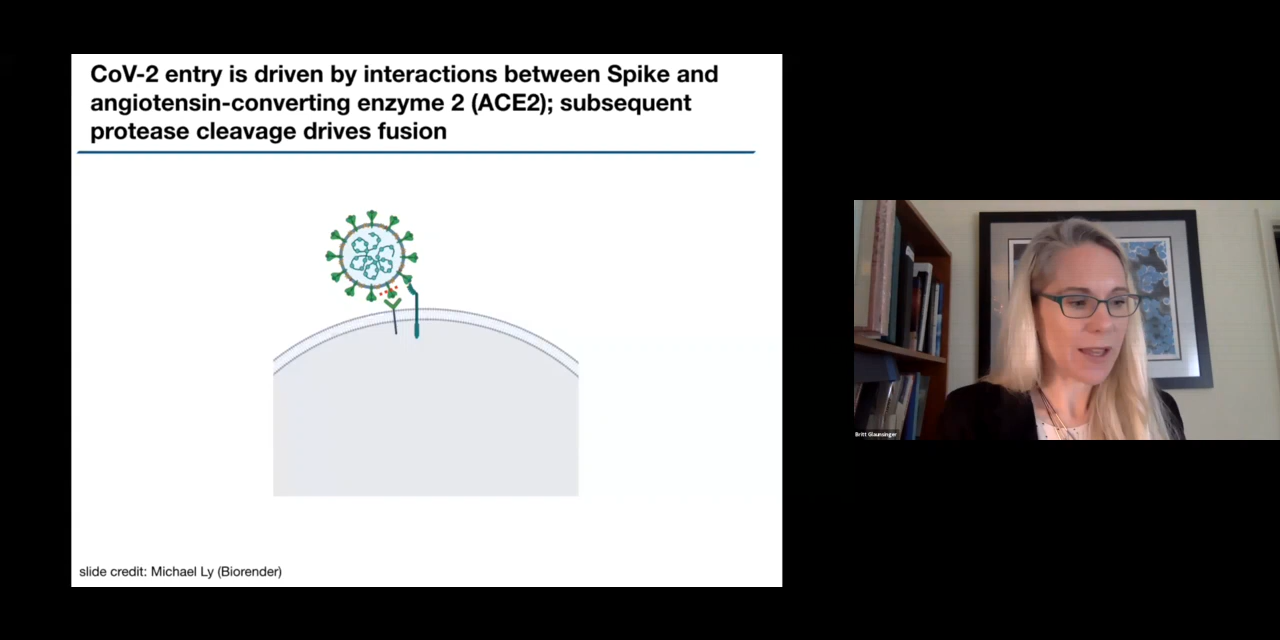 CoV-2 entry is driven by interactions between Spike and
angiotensin-converting enzyme 2 (ACE2); subsequent
protease cleavage drives fusion
slide credit: Michael Ly (Biorender)
Britt Glaunsinger